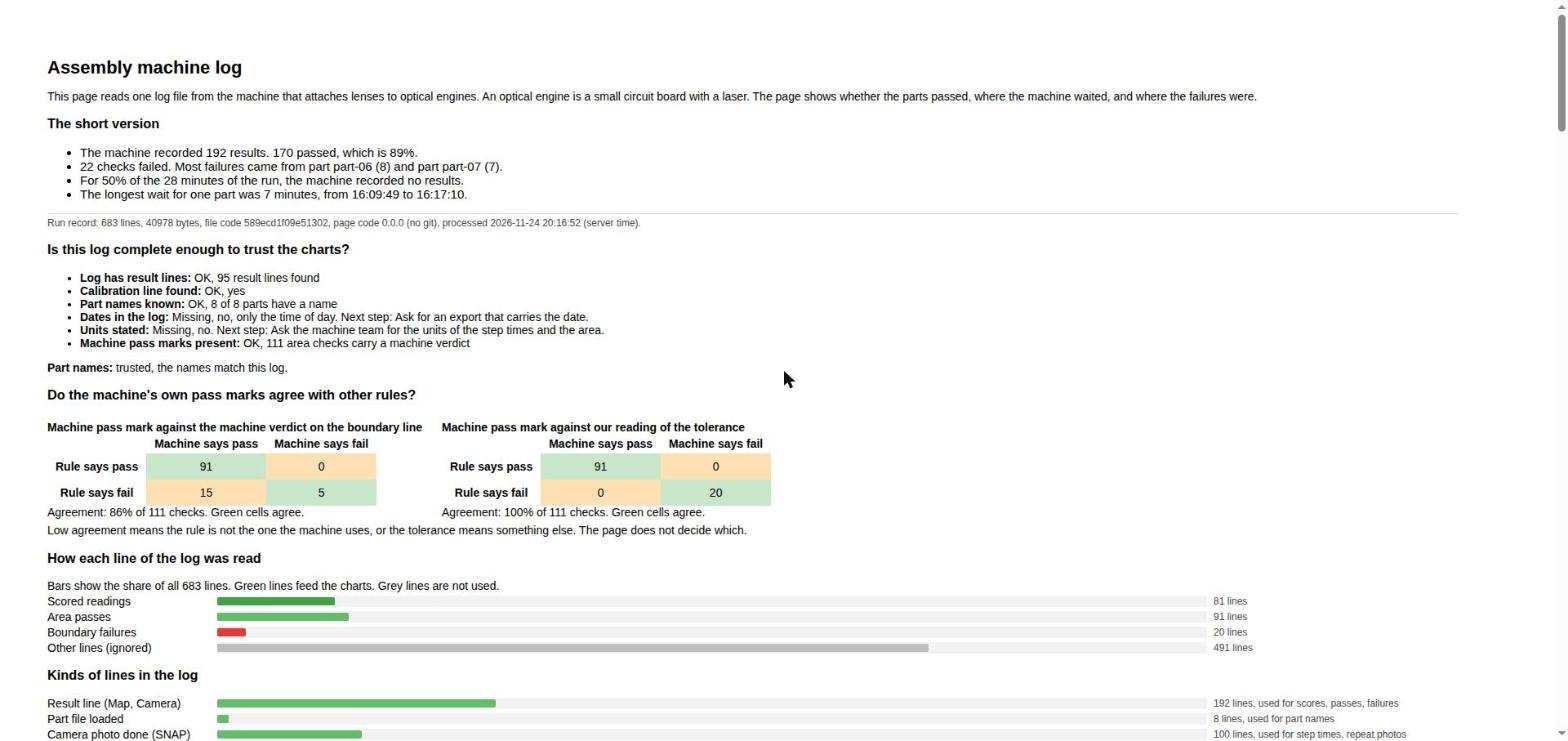 Assembly machine log
This page reads one log file from the machine that attaches lenses to optical engines. An optical engine is a small circuit board with a laser. The page shows whether the parts passed, where the machine waited, and where the failures were.
The short version
• The machine recorded 192 results. 170 passed, which is 89%.
• 22 checks failed. Most failures came from part part-06 (8) and part-07 (7).
• For 50% of the 28 minutes of the run, the machine recorded no results.
• The longest wait for one part was 7 minutes, from 16:09:49 to 16:17:10.
Run record: 683 lines, 40978 bytes, file code 589ecd1f09e51302, page code 0.0.0 (no git), processed 2026-11-24 20:16:52 (server time).
Is this log complete enough to trust the charts?
• Log has result lines: OK, 95 result lines found
• Calibration line found: OK, yes
• Part names known: OK, 8 of 8 parts have a name
• Dates in the log: Missing, no, only the time of day. Next step: Ask for an export that carries the date.
• Units stated: Missing, no. Next step: Ask the machine team for the units of the step times and the area.
• Machine pass marks present: OK, 111 area checks carry a machine verdict
Part names: trusted, the names match this log.
Do the machine's own pass marks agree with other rules?
Machine pass mark against the machine verdict on the boundary line
Machine says pass Machine says fail
Rule says pass 91 0
Rule says fail 15 5
Agreement: 86% of 111 checks. Green cells agree.
Machine pass mark against our reading of the tolerance
Machine says pass Machine says fail
Rule says pass 91 0
Rule says fail 0 20
Agreement: 100% of 111 checks. Green cells agree.
Low agreement means the rule is not the one the machine uses, or the tolerance means something else. The page does not decide which.
How each line of the log was read
Bars show the share of all 683 lines. Green lines feed the charts. Grey lines are not used.
Scored readings 81 lines
Area passes 91 lines
Boundary failures 20 lines
Other lines (ignored) 491 lines
Kinds of lines in the log
Result line (Map, Camera) 192 lines, used for scores, passes, failures
Part file loaded 8 lines, used for part names
Camera photo done (SNAP) 100 lines, used for step times, repeat photos